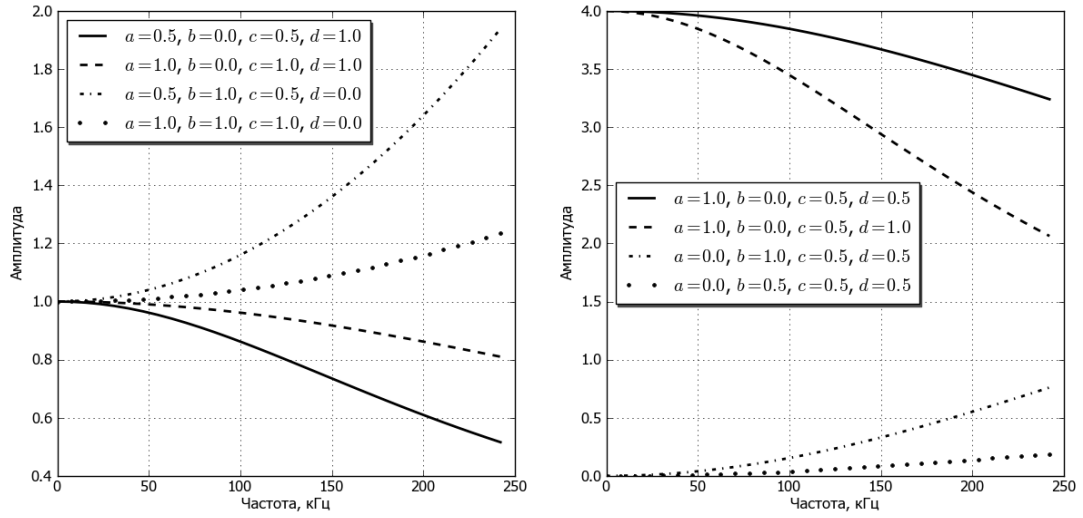 2.0
1.8
1.6
1.4
1.2
1.0
0.8
0.6
0.4
Амплитуда
a=0.5, b=0.0, c=0.5, d=1.0
a=1.0, b=0.0, c=1.0, d=1.0
a=0.5, b=1.0, c=0.5, d=0.0
a=1.0, b=1.0, c=1.0, d=0.0
0 50 100 150 200 250
Частота, кГц
4.0
3.5
3.0
2.5
2.0
1.5
1.0
0.5
0.0
Амплитуда
a=1.0, b=0.0, c=0.5, d=0.5
a=1.0, b=0.0, c=0.5, d=1.0
a=0.0, b=1.0, c=0.5, d=0.5
a=0.0, b=0.5, c=0.5, d=0.5
0 50 100 150 200 250
Частота, кГц